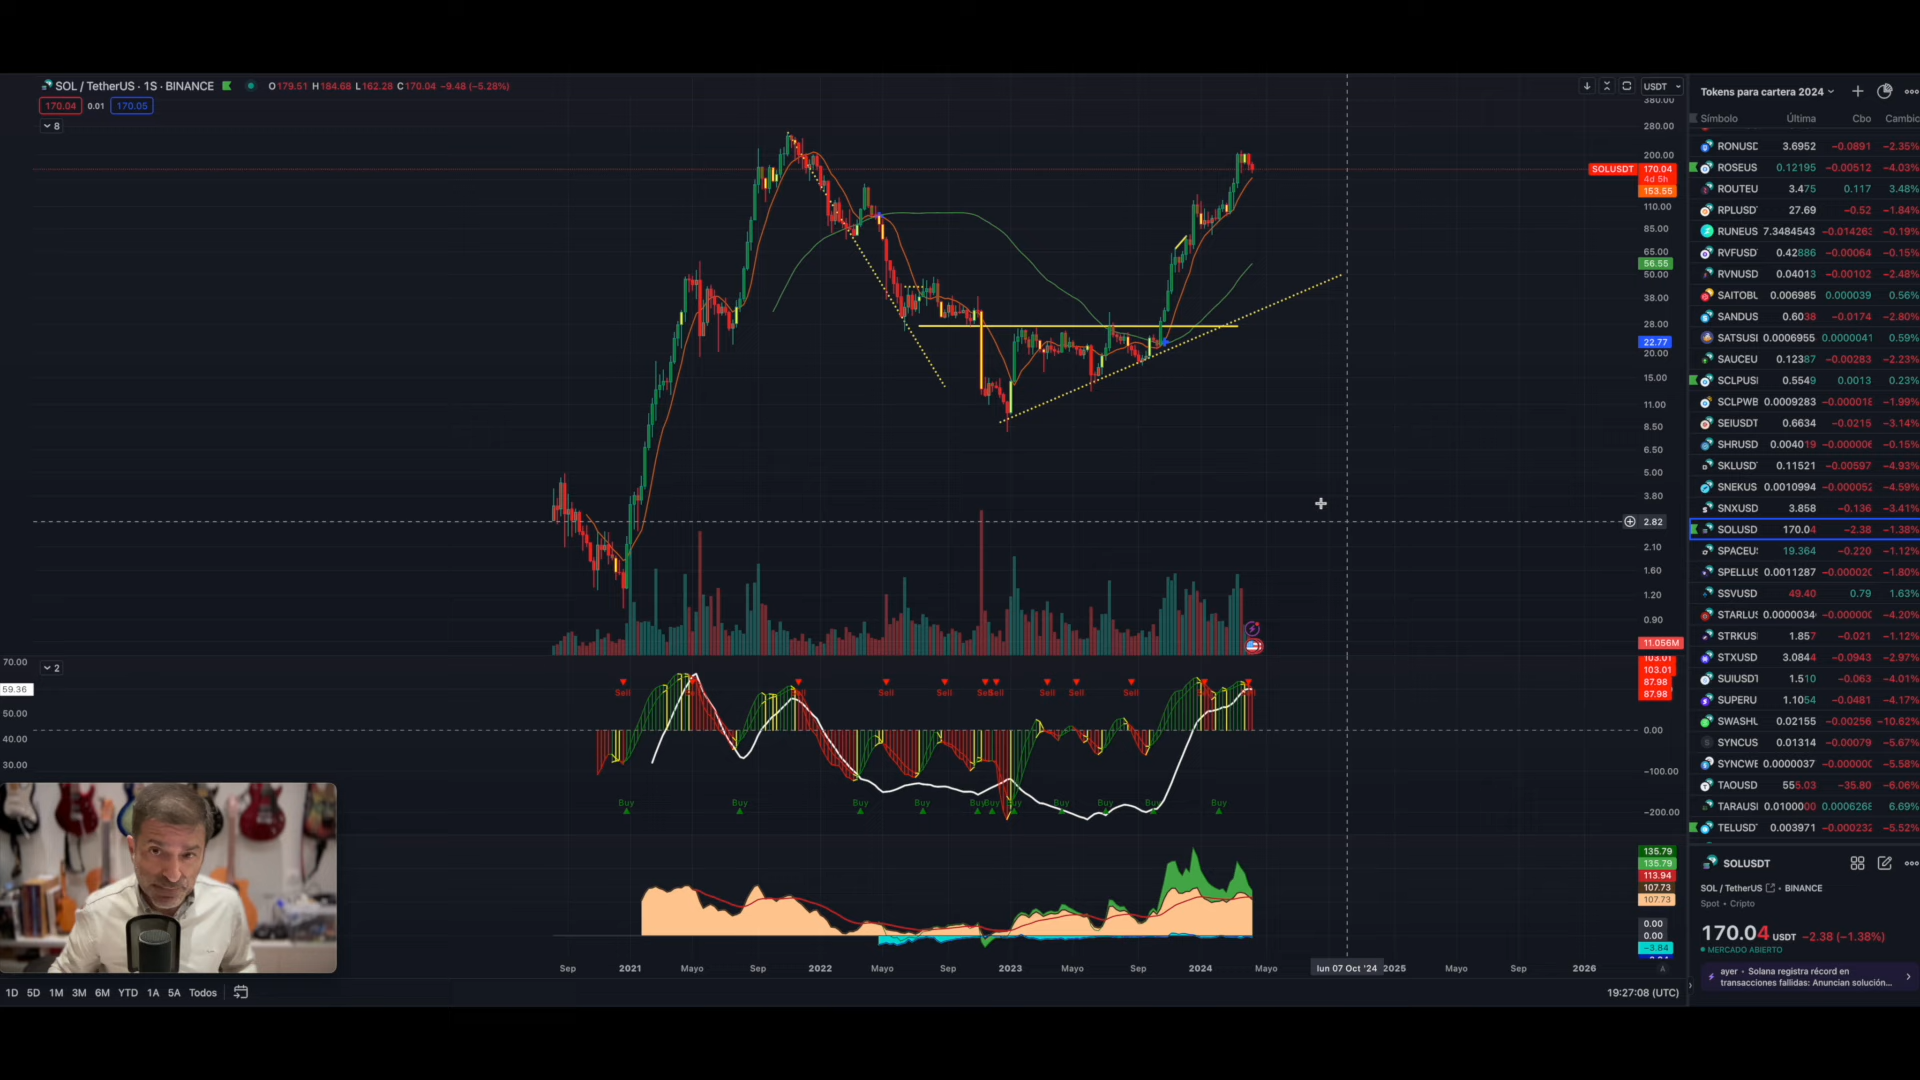 SOL / TetherUS · 1S · BINANCE O179.51 H184.68 L162.28 C170.04 −9.48 (−5.28%)
170.04 0.01 170.05
8
USDT
380.00
280.00
200.00
SOLUSDT 170.04
4d 5h
153.55
110.00
85.00
65.00
56.55
50.00
38.00
28.00
22.77
20.00
15.00
11.00
8.50
6.50
5.00
3.80
2.82
2.10
1.60
1.20
0.90
11.056M
103.01
103.01
87.98
87.98
0.00
−100.00
−200.00
70.00
2
59.36
50.00
40.00
30.00
Sell Sell Sell Sell Sell Sell Sell Sell Sell Sell
Buy Buy Buy Buy Buy Buy Buy Buy Buy Buy Buy
135.79
135.79
113.94
107.73
107.73
0.00
0.00
−3.84
Sep 2021 Mayo Sep 2022 Mayo Sep 2023 Mayo Sep 2024 Mayo lun 07 Oct '24 2025 Mayo Sep 2026
A
1D 5D 1M 3M 6M YTD 1A 5A Todos
19:27:08 (UTC)
Tokens para cartera 2024
Símbolo Última Cbo Cambic
RONUSD 3.6952 −0.0891 −2.35%
ROSEUS 0.12195 −0.00512 −4.03%
ROUTEU 3.475 0.117 3.48%
RPLUSD 27.69 −0.52 −1.84%
RUNEUS 7.3484543 −0.014263 −0.19%
RVFUSD 0.42886 −0.00064 −0.15%
RVNUSD 0.04013 −0.00102 −2.48%
SAITOBL 0.006985 0.000039 0.56%
SANDUS 0.6038 −0.0174 −2.80%
SATSUSI 0.0006955 0.0000041 0.59%
SAUCEU 0.12387 −0.00283 −2.23%
SCLPUSI 0.5549 0.0013 0.23%
SCLPWB 0.0009283 −0.000018 −1.99%
SEIUSDT 0.6634 −0.0215 −3.14%
SHRUSD 0.004019 −0.000006 −0.15%
SKLUSD 0.11521 −0.00597 −4.93%
SNEKUS 0.0010994 −0.000052 −4.59%
SNXUSD 3.858 −0.136 −3.41%
SOLUSD 170.04 −2.38 −1.38%
SPACEU 19.364 −0.220 −1.12%
SPELLUS 0.0011287 −0.000020 −1.80%
SSVUSD 49.40 0.79 1.63%
STARLUS 0.0000034 −0.000000 −4.20%
STRKUS 1.857 −0.021 −1.12%
STXUSD 3.0844 −0.0943 −2.97%
SUIUSDT 1.510 −0.063 −4.01%
SUPERU 1.1054 −0.0481 −4.17%
SWASHL 0.02155 −0.00256 −10.62%
SYNCUS 0.01314 −0.00079 −5.67%
SYNCWE 0.0000037 −0.00000 −5.58%
TAOUSD 555.03 −35.80 −6.06%
TARAUSI 0.010000 0.0006268 6.69%
TELUSD 0.003971 −0.000232 −5.52%
SOLUSDT
SOL / TetherUS • BINANCE
Spot • Cripto
170.04 USDT −2.38 (−1.38%)
MERCADO ABIERTO
ayer • Solana registra récord en
transacciones fallidas: Anuncian solución...